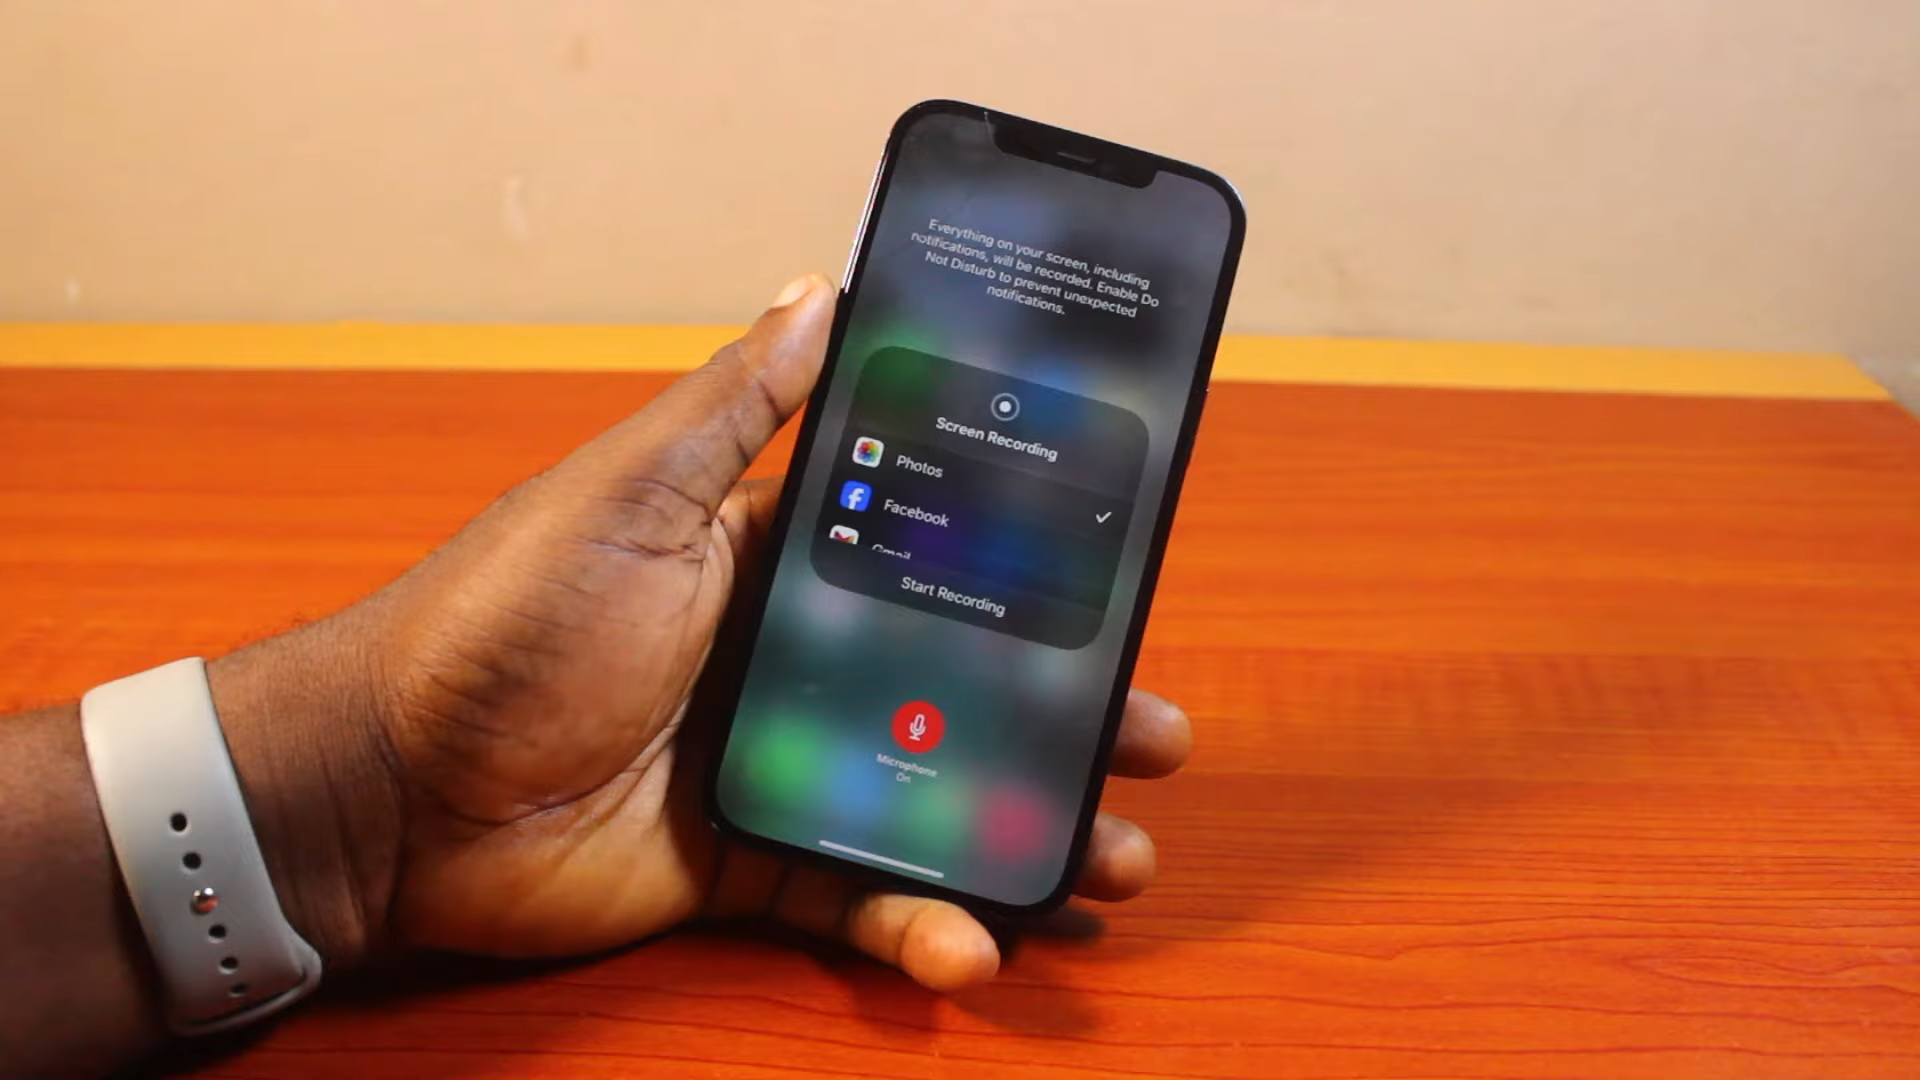 Everything on your screen, including
notifications, will be recorded. Enable Do
Not Disturb to prevent unexpected
notifications.
Screen Recording
Photos
Facebook
Gmail
Start Recording
Microphone
On